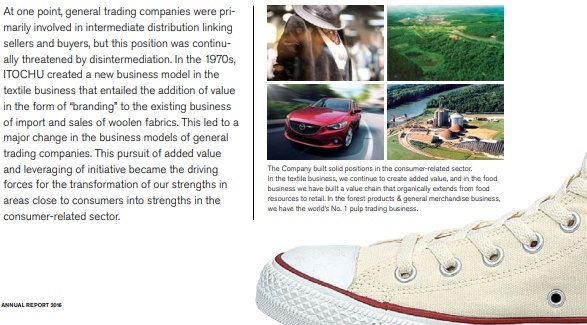 At one point, general trading companies were pri-
marily involved in intermediate distribution linking
sellers and buyers, but this position was continu-
ally threatened by disintermediation. In the 1970s,
ITOCHU created a new business model in the
textile business that entailed the addition of value
in the form of “branding” to the existing business
of import and sales of woolen fabrics. This led to a
major change in the business models of general
trading companies. This pursuit of added value
and leveraging of initiative became the driving
forces for the transformation of our strengths in
areas close to consumers into strengths in the
consumer-related sector.
The Company built solid positions in the consumer-related sector.
In the textile business, we continue to create added value, and in the food
business we have built a value chain that organically extends from food
resources to retail. In the forest products & general merchandise business,
we have the world's No. 1 pulp trading business.
ANNUAL REPORT 2016